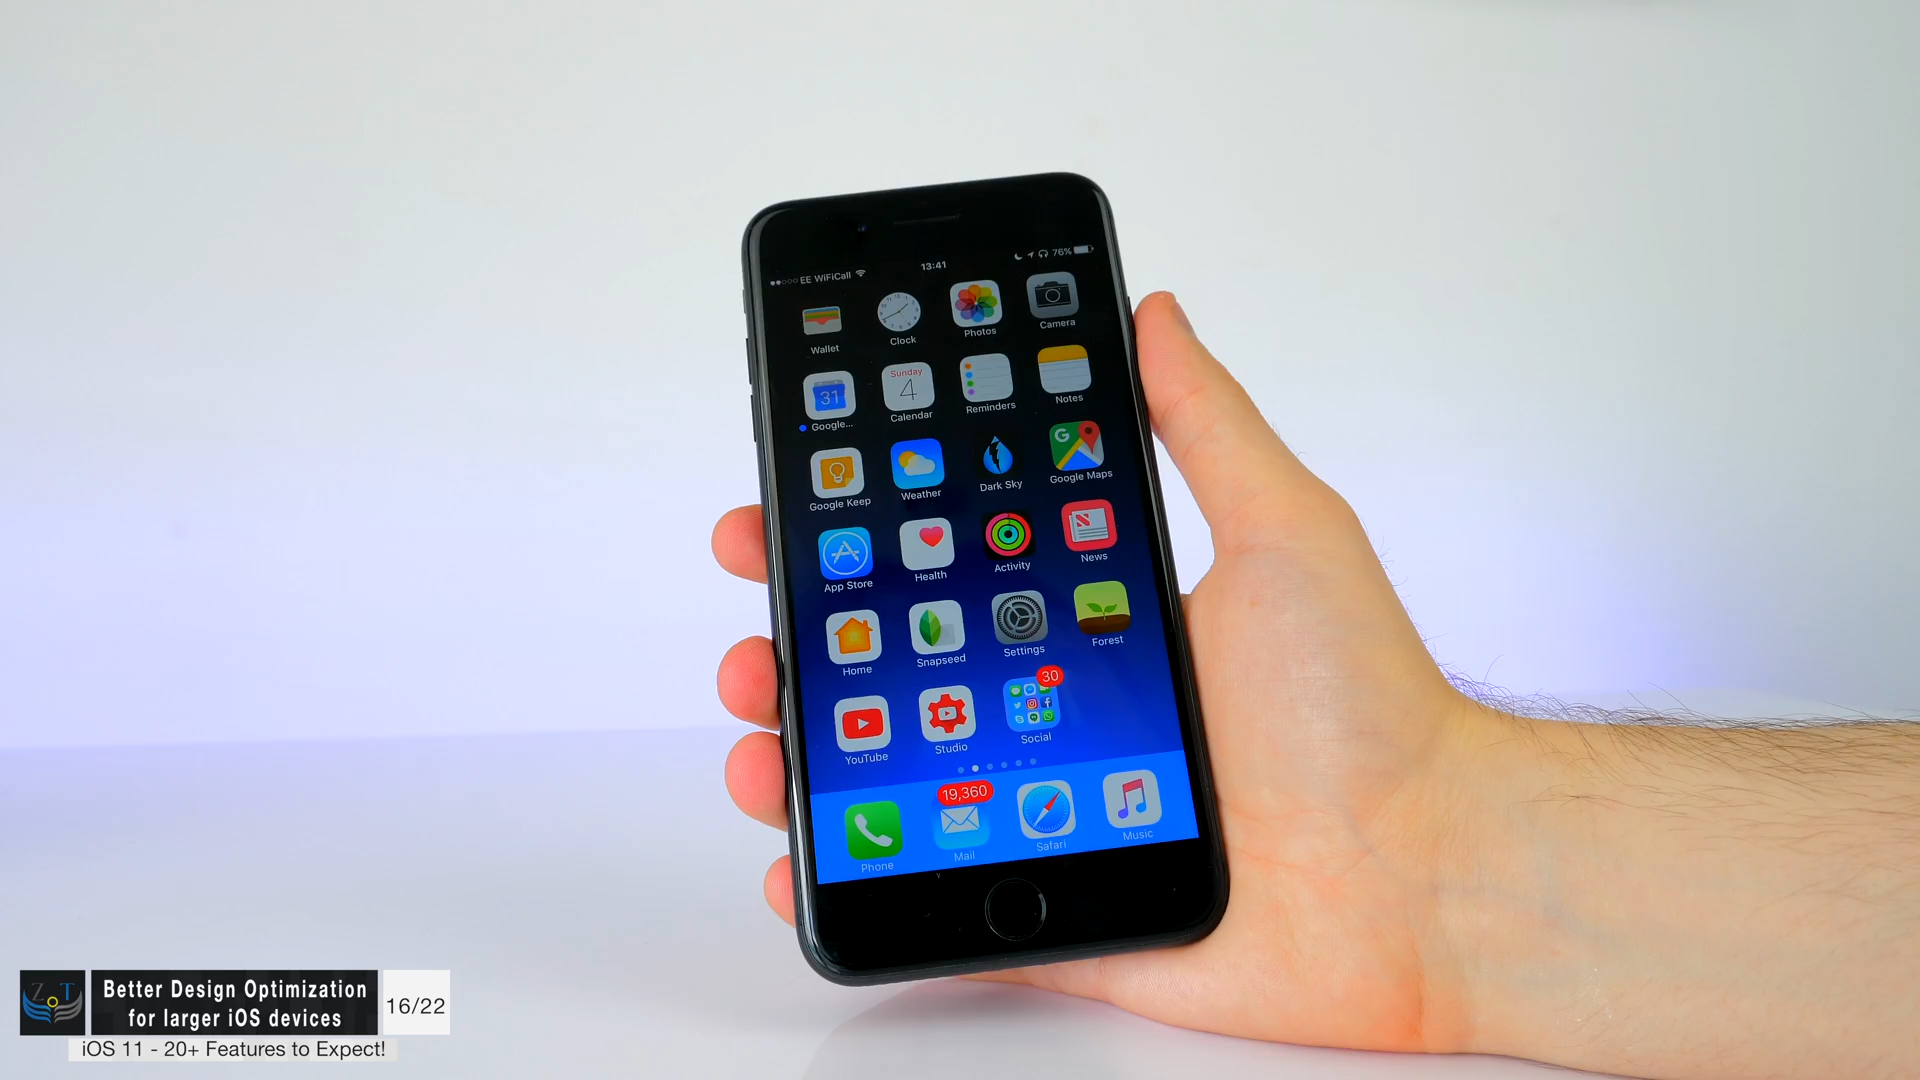 EE WiFiCall
13:41
76%
Wallet
Clock
Photos
Camera
31
Google...
Sunday
4
Calendar
Reminders
Notes
Google Keep
Weather
Dark Sky
G
Google Maps
App Store
Health
Activity
N
News
Home
Snapseed
Settings
Forest
YouTube
Studio
30
Social
Phone
19,360
Mail
Safari
Music
ZoT
Better Design Optimization
for larger iOS devices
16/22
iOS 11 - 20+ Features to Expect!